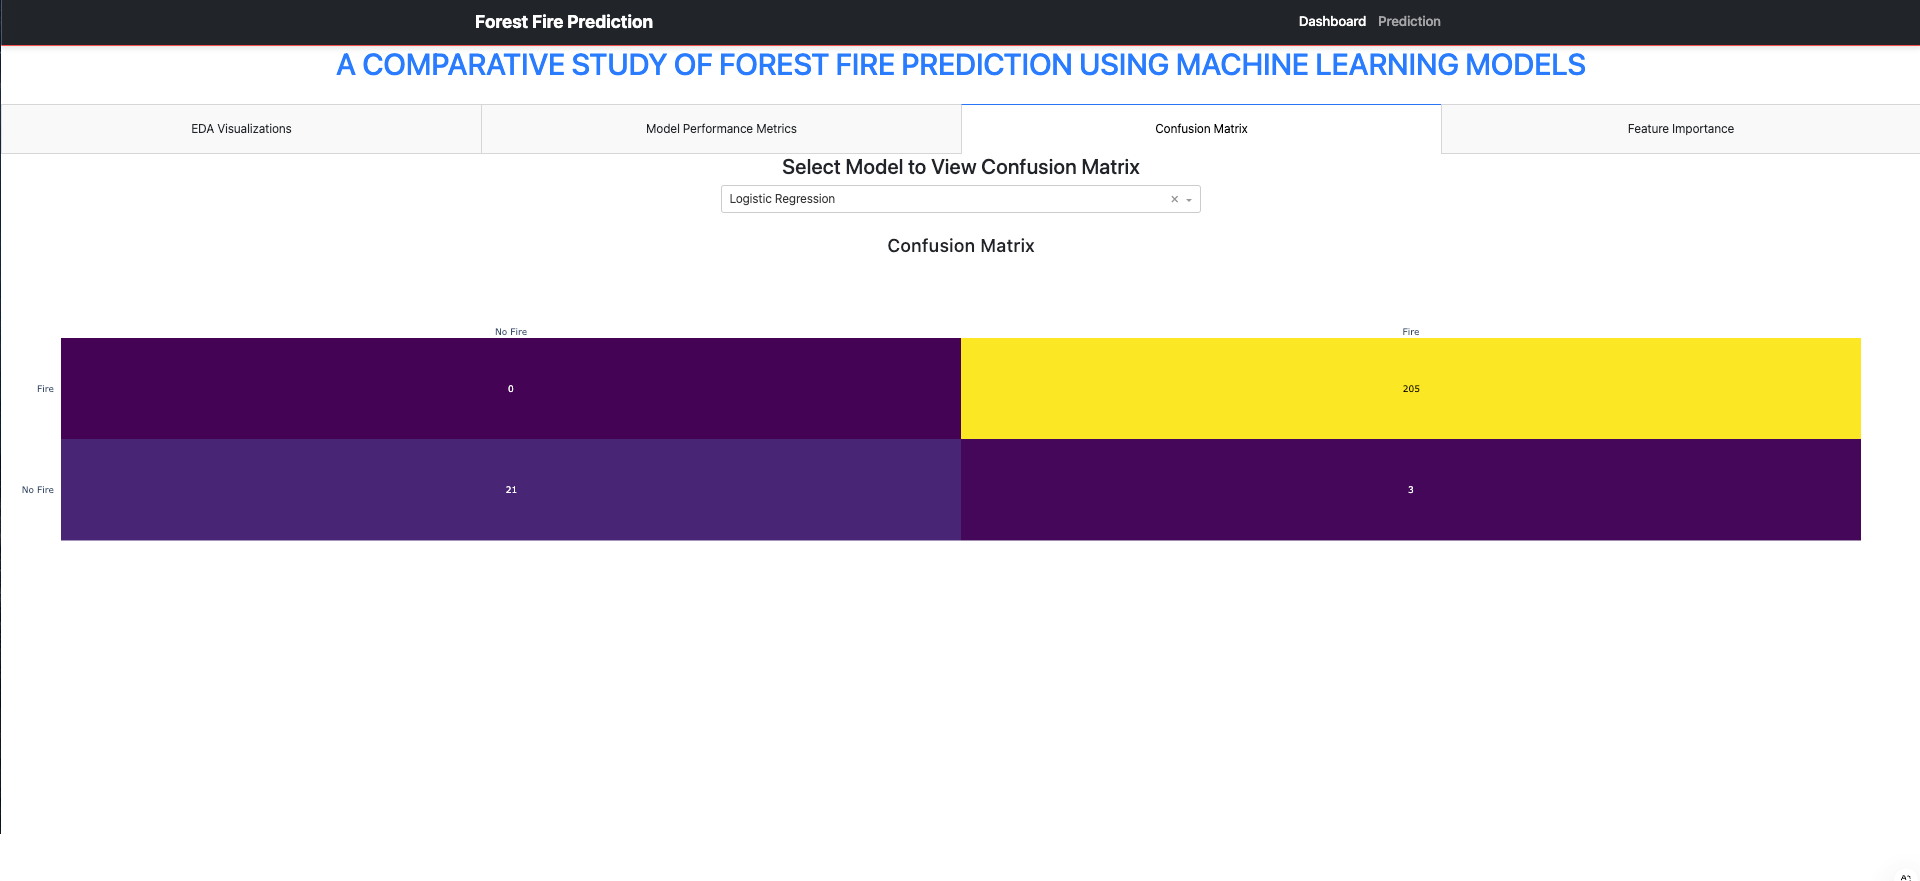 Forest Fire Prediction
Dashboard Prediction
A COMPARATIVE STUDY OF FOREST FIRE PREDICTION USING MACHINE LEARNING MODELS
EDA Visualizations
Model Performance Metrics
Confusion Matrix
Feature Importance
Select Model to View Confusion Matrix
Logistic Regression
Confusion Matrix
No Fire
Fire
Fire
0
205
No Fire
21
3